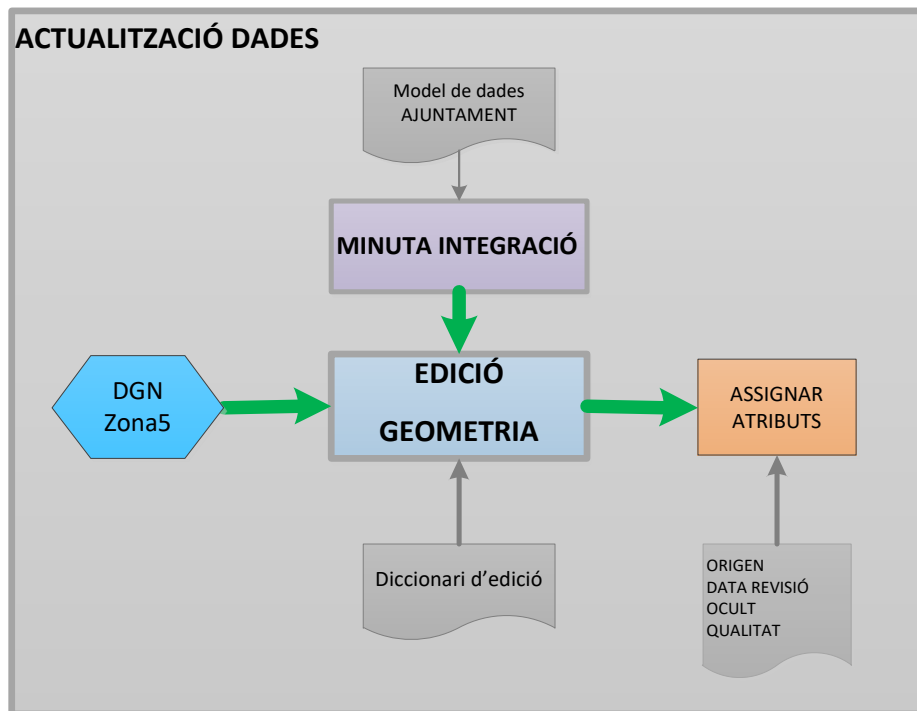 ACTUALITZACIÓ DADES
Model de dades
AJUNTAMENT
MINUTA INTEGRACIÓ
DGN
Zona5
EDICIÓ
GEOMETRIA
ASSIGNAR
ATRIBUTS
Diccionari d’edició
ORIGEN
DATA REVISIÓ
OCULT
QUALITAT